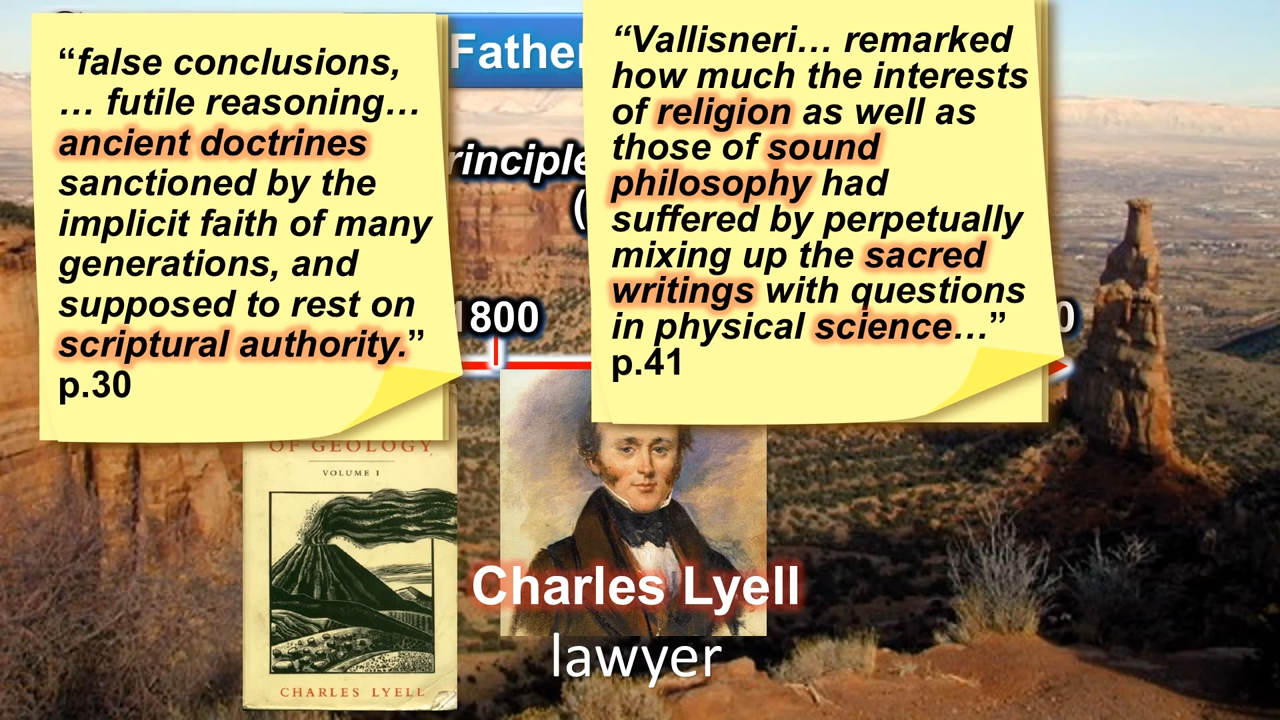 “false conclusions,
… futile reasoning…
ancient doctrines
sanctioned by the
implicit faith of many
generations, and
supposed to rest on
scriptural authority.”
p.30
“Vallisneri… remarked
how much the interests
of religion as well as
those of sound
philosophy had
suffered by perpetually
mixing up the sacred
writings with questions
in physical science…”
p.41
Father
rinciple
(
1800
0
OF GEOLOGY
VOLUME I
CHARLES LYELL
Charles Lyell
lawyer